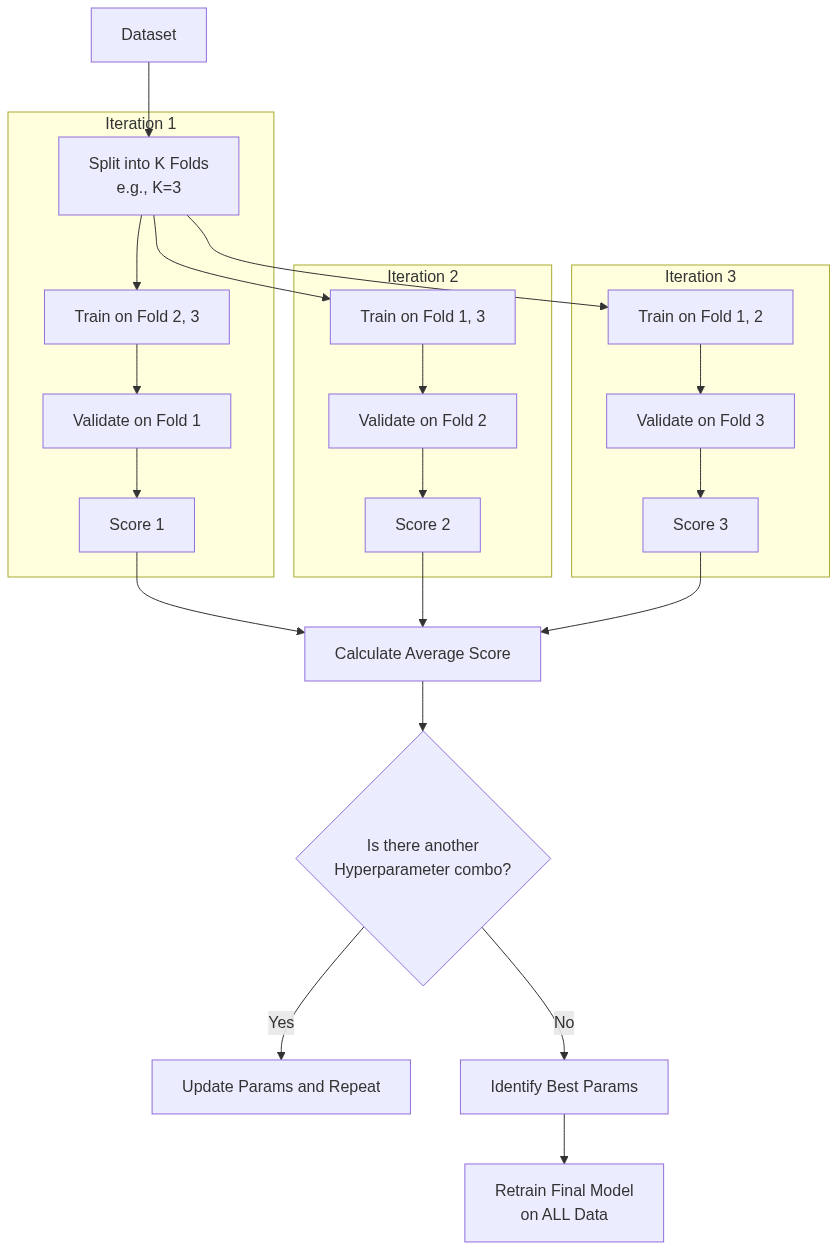 Dataset
Iteration 1
Split into K Folds
e.g., K=3
Iteration 2
Iteration 3
Train on Fold 2, 3
Train on Fold 1, 3
Train on Fold 1, 2
Validate on Fold 1
Validate on Fold 2
Validate on Fold 3
Score 1
Score 2
Score 3
Calculate Average Score
Is there another
Hyperparameter combo?
Yes
No
Update Params and Repeat
Identify Best Params
Retrain Final Model
on ALL Data